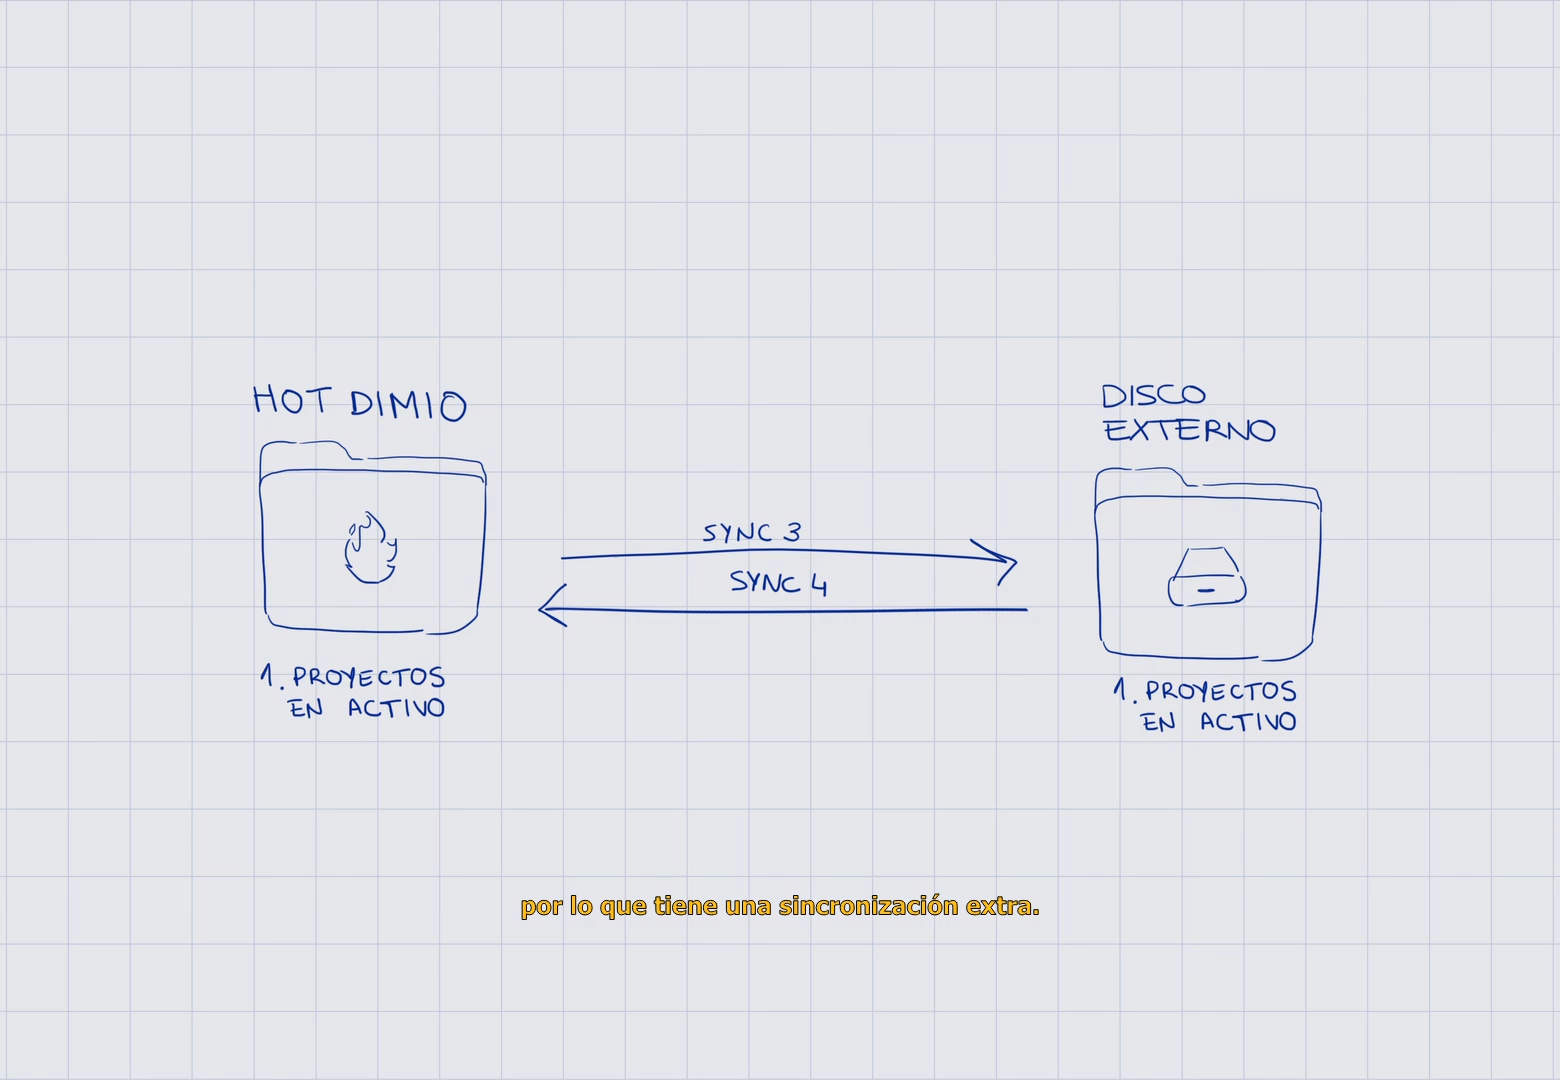 HOT DIMIO
DISCO
EXTERNO
SYNC 3
SYNC 4
1. PROYECTOS
EN ACTIVO
1. PROYECTOS
EN ACTIVO
por lo que tiene una sincronización extra.